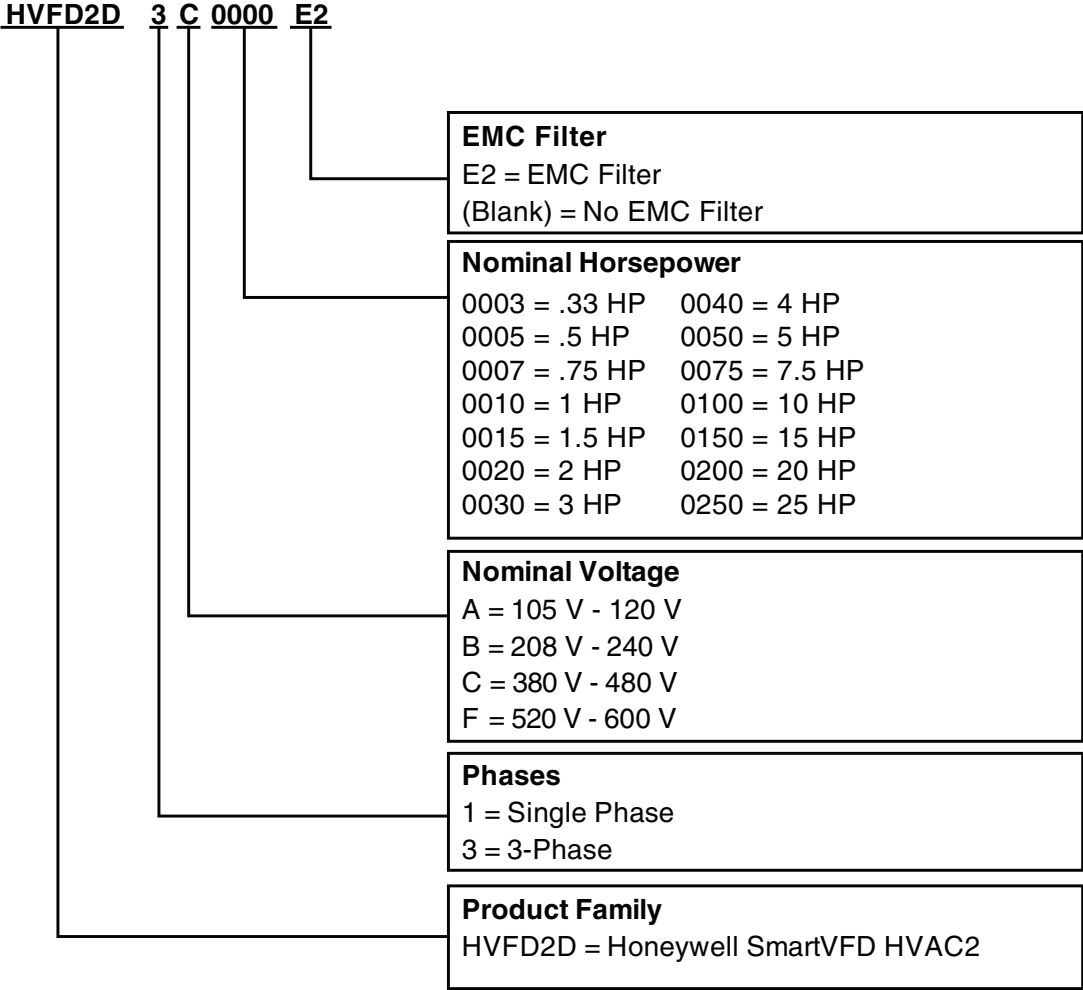 HVFD2D 3 C 0000 E2
EMC Filter
E2 = EMC Filter
(Blank) = No EMC Filter
Nominal Horsepower
0003 = .33 HP 0040 = 4 HP
0005 = .5 HP 0050 = 5 HP
0007 = .75 HP 0075 = 7.5 HP
0010 = 1 HP 0100 = 10 HP
0015 = 1.5 HP 0150 = 15 HP
0020 = 2 HP 0200 = 20 HP
0030 = 3 HP 0250 = 25 HP
Nominal Voltage
A = 105 V - 120 V
B = 208 V - 240 V
C = 380 V - 480 V
F = 520 V - 600 V
Phases
1 = Single Phase
3 = 3-Phase
Product Family
HVFD2D = Honeywell SmartVFD HVAC2